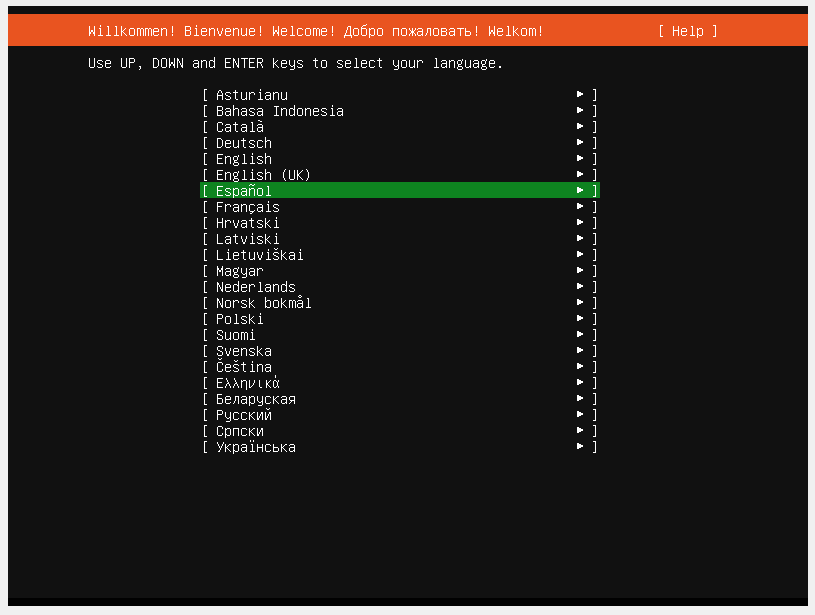 Willkommen! Bienvenue! Welcome! Добро пожаловать! Welkom! [ Help ]
Use UP, DOWN and ENTER keys to select your language.
[ Asturianu ► ]
[ Bahasa Indonesia ► ]
[ Català ► ]
[ Deutsch ► ]
[ English ► ]
[ English (UK) ► ]
[ Español ► ]
[ Français ► ]
[ Hrvatski ► ]
[ Latviski ► ]
[ Lietuviškai ► ]
[ Magyar ► ]
[ Nederlands ► ]
[ Norsk bokmål ► ]
[ Polski ► ]
[ Suomi ► ]
[ Svenska ► ]
[ Čeština ► ]
[ Ελληνικά ► ]
[ Беларуская ► ]
[ Русский ► ]
[ Српски ► ]
[ Українська ► ]